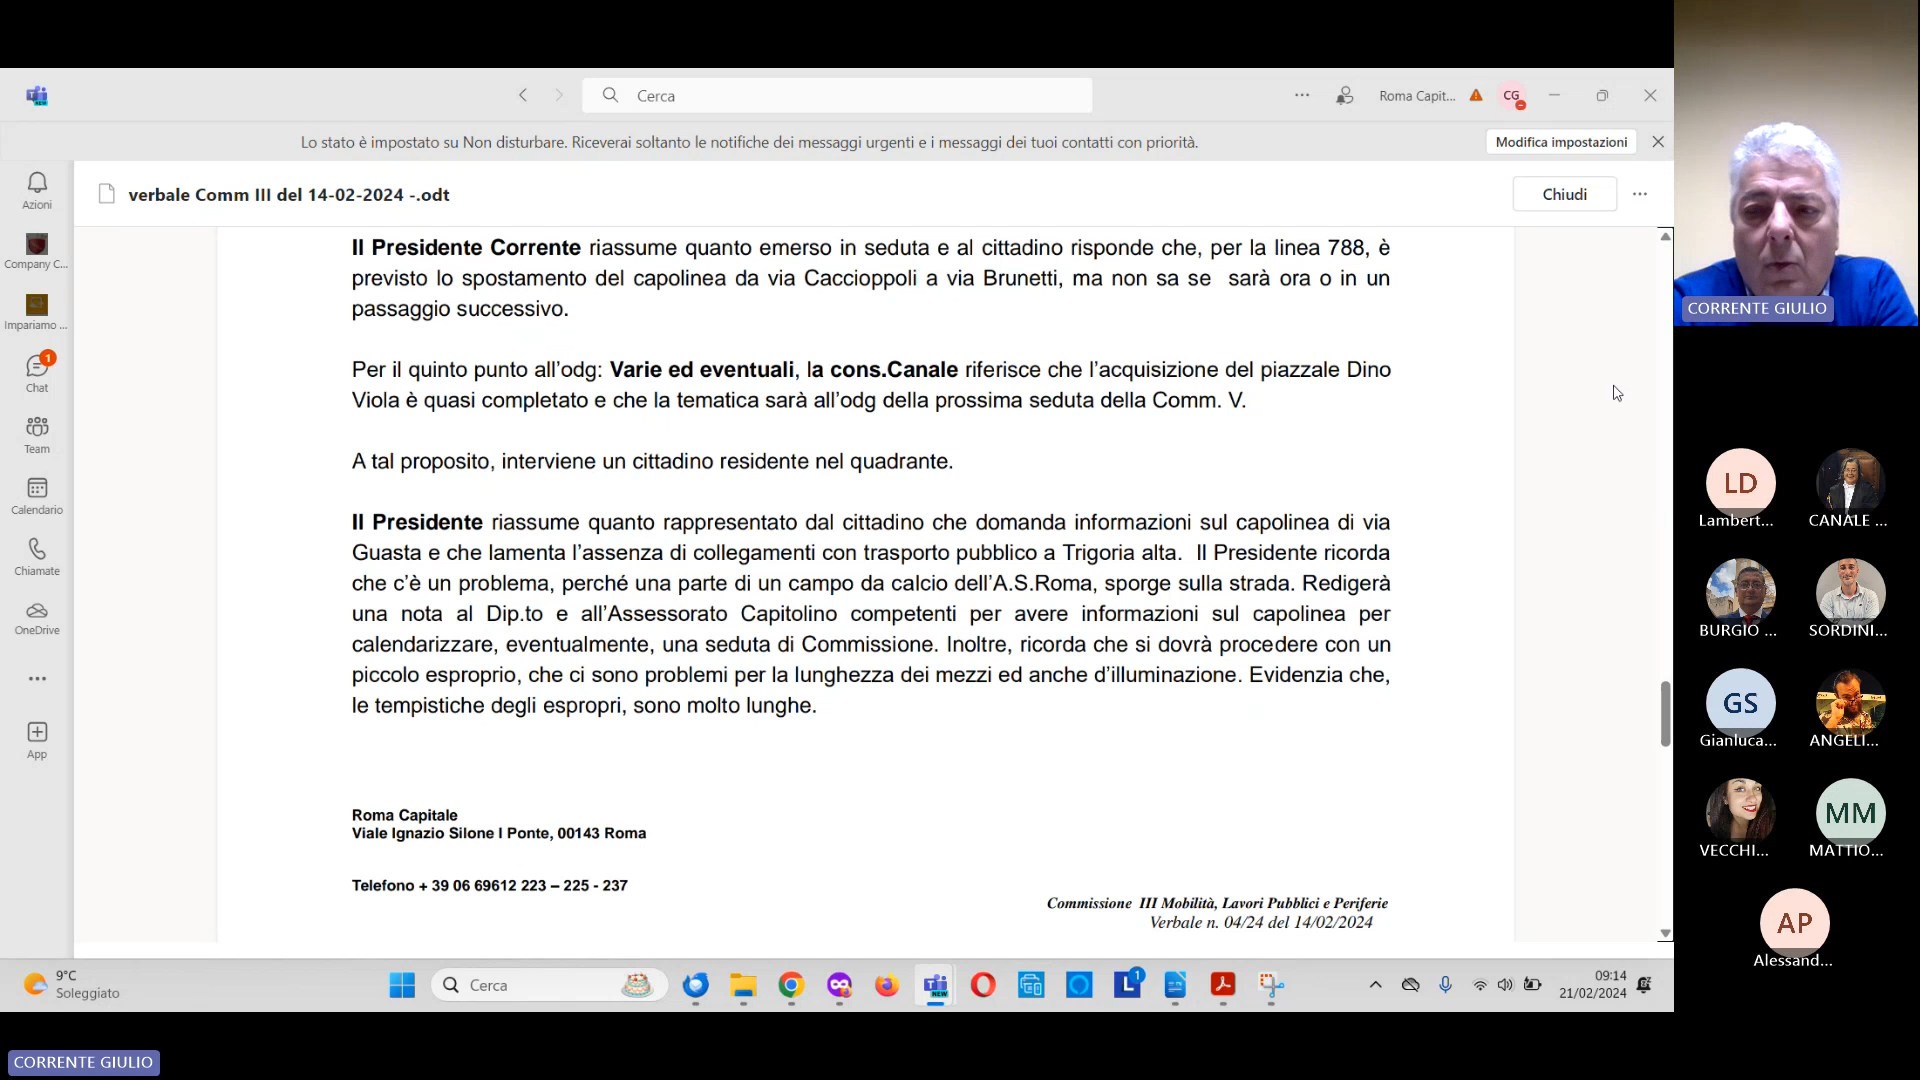 Cerca
Roma Capit...
CG
Lo stato è impostato su Non disturbare. Riceverai soltanto le notifiche dei messaggi urgenti e i messaggi dei tuoi contatti con priorità.
Modifica impostazioni
Azioni
Company C...
Impariamo ...
1
Chat
Team
Calendario
Chiamate
OneDrive
App
verbale Comm III del 14-02-2024 -.odt
Chiudi
Il Presidente Corrente riassume quanto emerso in seduta e al cittadino risponde che, per la linea 788, è
previsto lo spostamento del capolinea da via Caccioppoli a via Brunetti, ma non sa se sarà ora o in un
passaggio successivo.
Per il quinto punto all’odg: Varie ed eventuali, la cons.Canale riferisce che l’acquisizione del piazzale Dino
Viola è quasi completato e che la tematica sarà all’odg della prossima seduta della Comm. V.
A tal proposito, interviene un cittadino residente nel quadrante.
Il Presidente riassume quanto rappresentato dal cittadino che domanda informazioni sul capolinea di via
Guasta e che lamenta l’assenza di collegamenti con trasporto pubblico a Trigoria alta. Il Presidente ricorda
che c’è un problema, perché una parte di un campo da calcio dell’A.S.Roma, sporge sulla strada. Redigerà
una nota al Dip.to e all’Assessorato Capitolino competenti per avere informazioni sul capolinea per
calendarizzare, eventualmente, una seduta di Commissione. Inoltre, ricorda che si dovrà procedere con un
piccolo esproprio, che ci sono problemi per la lunghezza dei mezzi ed anche d’illuminazione. Evidenzia che,
le tempistiche degli espropri, sono molto lunghe.
Roma Capitale
Viale Ignazio Silone I Ponte, 00143 Roma
Telefono + 39 06 69612 223 – 225 - 237
Commissione III Mobilità, Lavori Pubblici e Periferie
Verbale n. 04/24 del 14/02/2024
9°C
Soleggiato
Cerca
NEW
1
09:14
21/02/2024
CORRENTE GIULIO
LD
Lambert...
CANALE ...
BURGIO ...
SORDINI...
GS
Gianluca...
ANGELI...
VECCHI...
MM
MATTIO...
AP
Alessand...
CORRENTE GIULIO